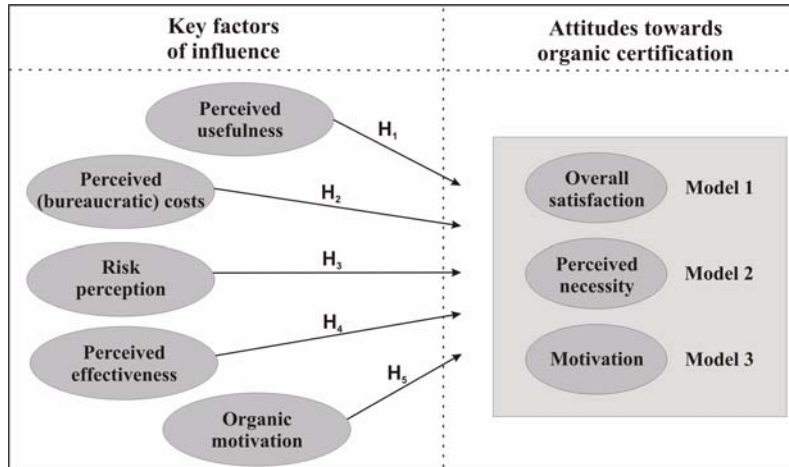 Key factors
of influence
Attitudes towards
organic certification
Perceived
usefulness
H1
Perceived
(bureaucratic) costs
H2
Risk
perception
H3
Perceived
effectiveness
H4
Organic
motivation
H5
Overall
satisfaction
Model 1
Perceived
necessity
Model 2
Motivation
Model 3